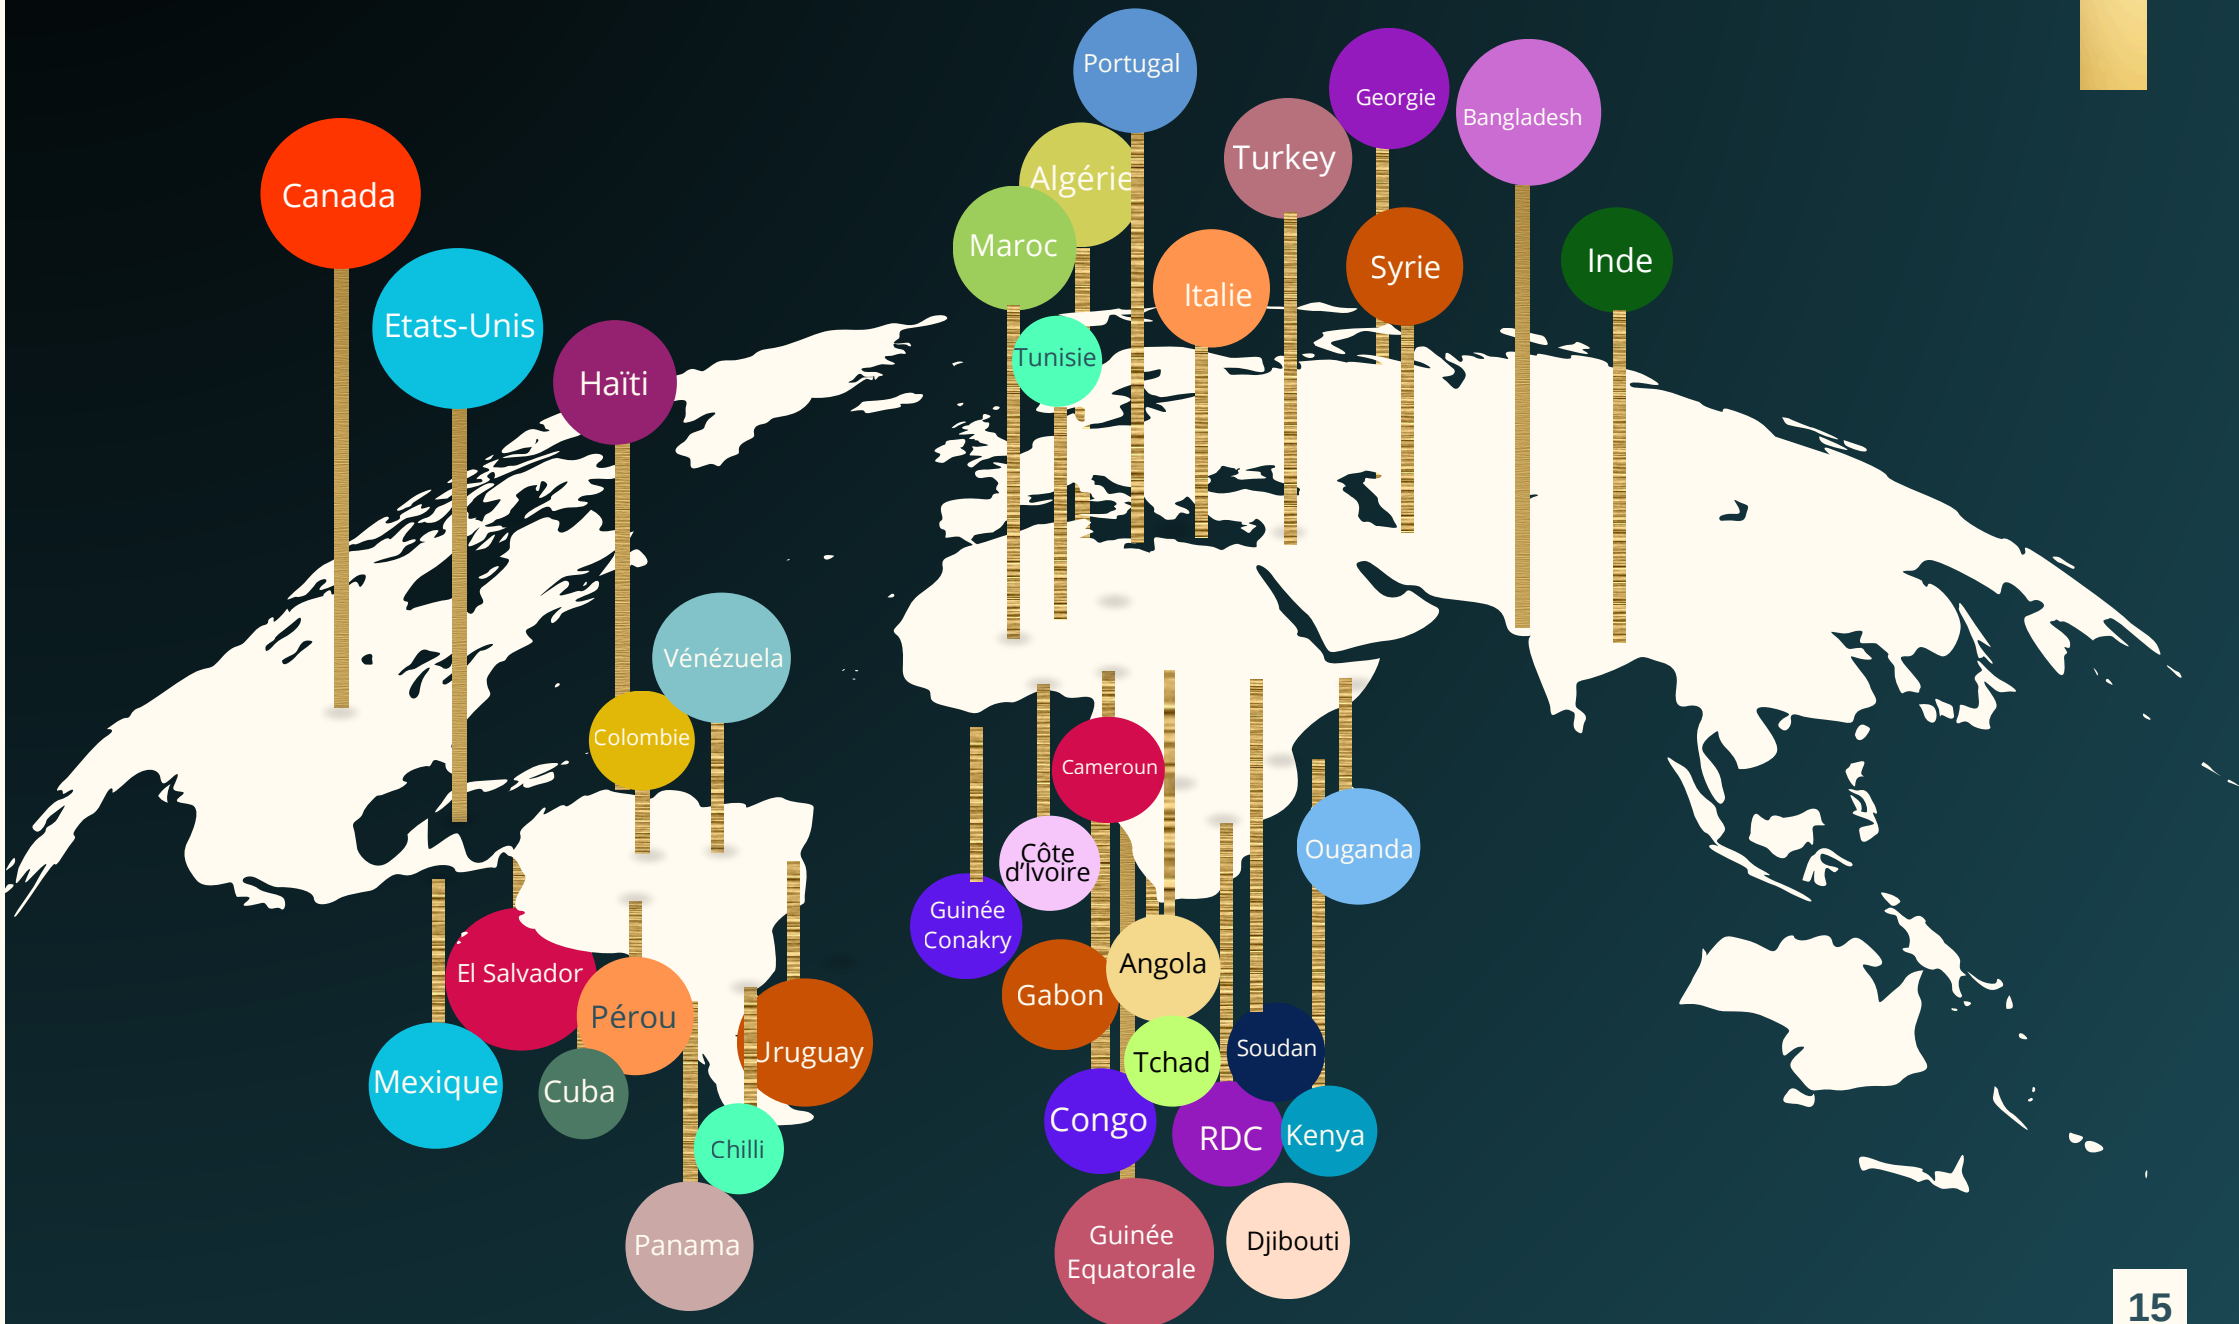 Portugal
Georgie
Bangladesh
Turkey
Algérie
Canada
Maroc
Inde
Syrie
Italie
Etats-Unis
Tunisie
Haïti
Vénézuela
Colombie
Cameroun
Ouganda
Côte
d'Ivoire
Guinée
Conakry
Angola
El Salvador
Gabon
Pérou
Soudan
Uruguay
Tchad
Mexique
Cuba
Congo
RDC
Kenya
Chilli
Guinée
Equatorale
Djibouti
Panama
15